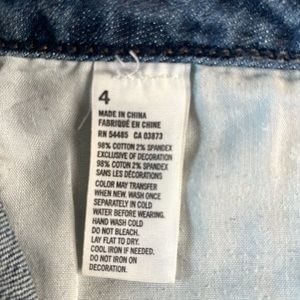 4
MADE IN CHINA
FABRIQUÉ EN CHINE
RN 54485 CA 03873
98% COTTON 2% SPANDEX
EXCLUSIVE OF DECORATION
98% COTTON 2% SPANDEX
SANS LES DÉCORATIONS
COLOR MAY TRANSFER
WHEN NEW. WASH ONCE
SEPARATELY IN COLD
WATER BEFORE WEARING.
HAND WASH COLD
DO NOT BLEACH.
LAY FLAT TO DRY.
COOL IRON IF NEEDED.
DO NOT IRON ON
DECORATION.